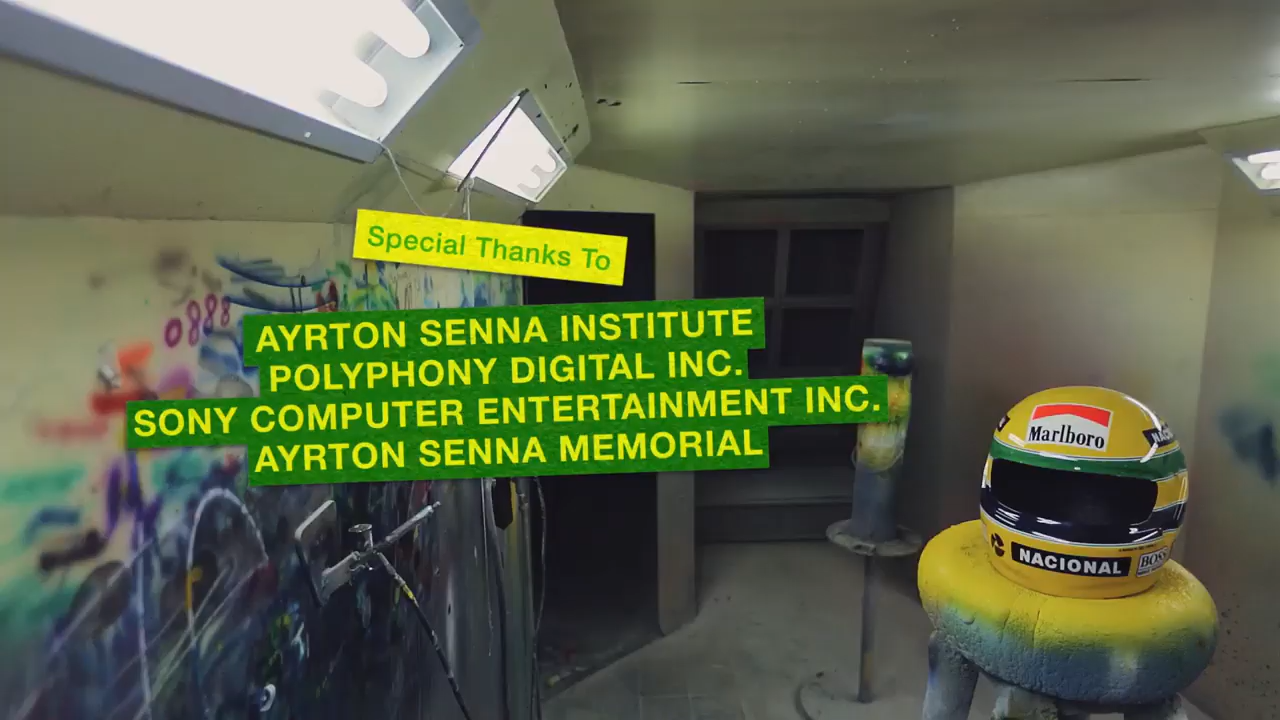 Special Thanks To
AYRTON SENNA INSTITUTE
POLYPHONY DIGITAL INC.
SONY COMPUTER ENTERTAINMENT INC.
AYRTON SENNA MEMORIAL
0888
Marlboro
NACIONAL
BOSS